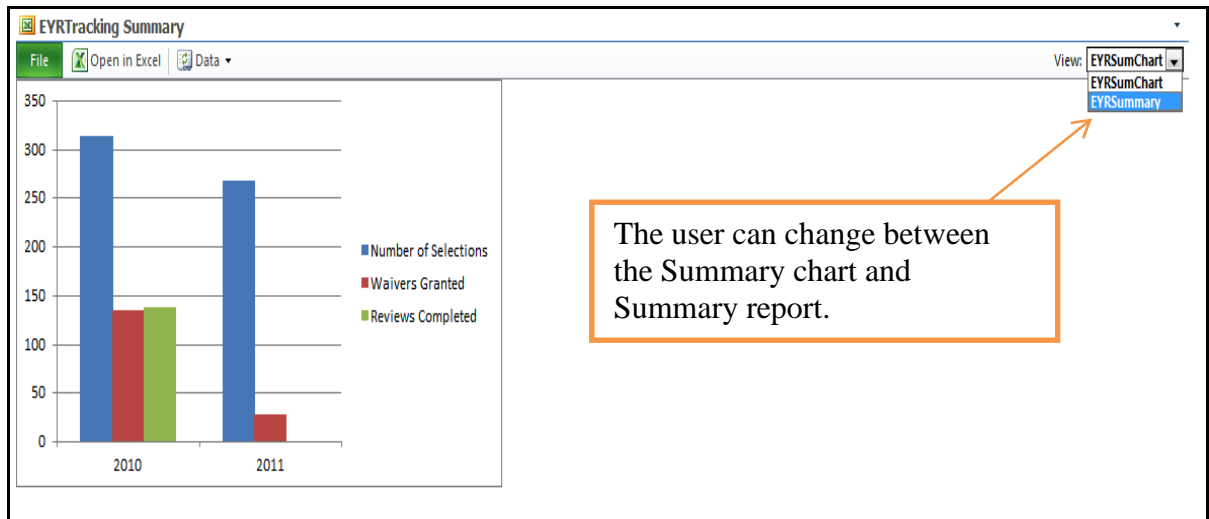 EYRTracking Summary
File Open in Excel Data View: EYRSumChart
EYRSumChart
EYRSummary
350
300
250
200
150
100
50
0
2010 2011
Number of Selections
Waivers Granted
Reviews Completed
The user can change between
the Summary chart and
Summary report.